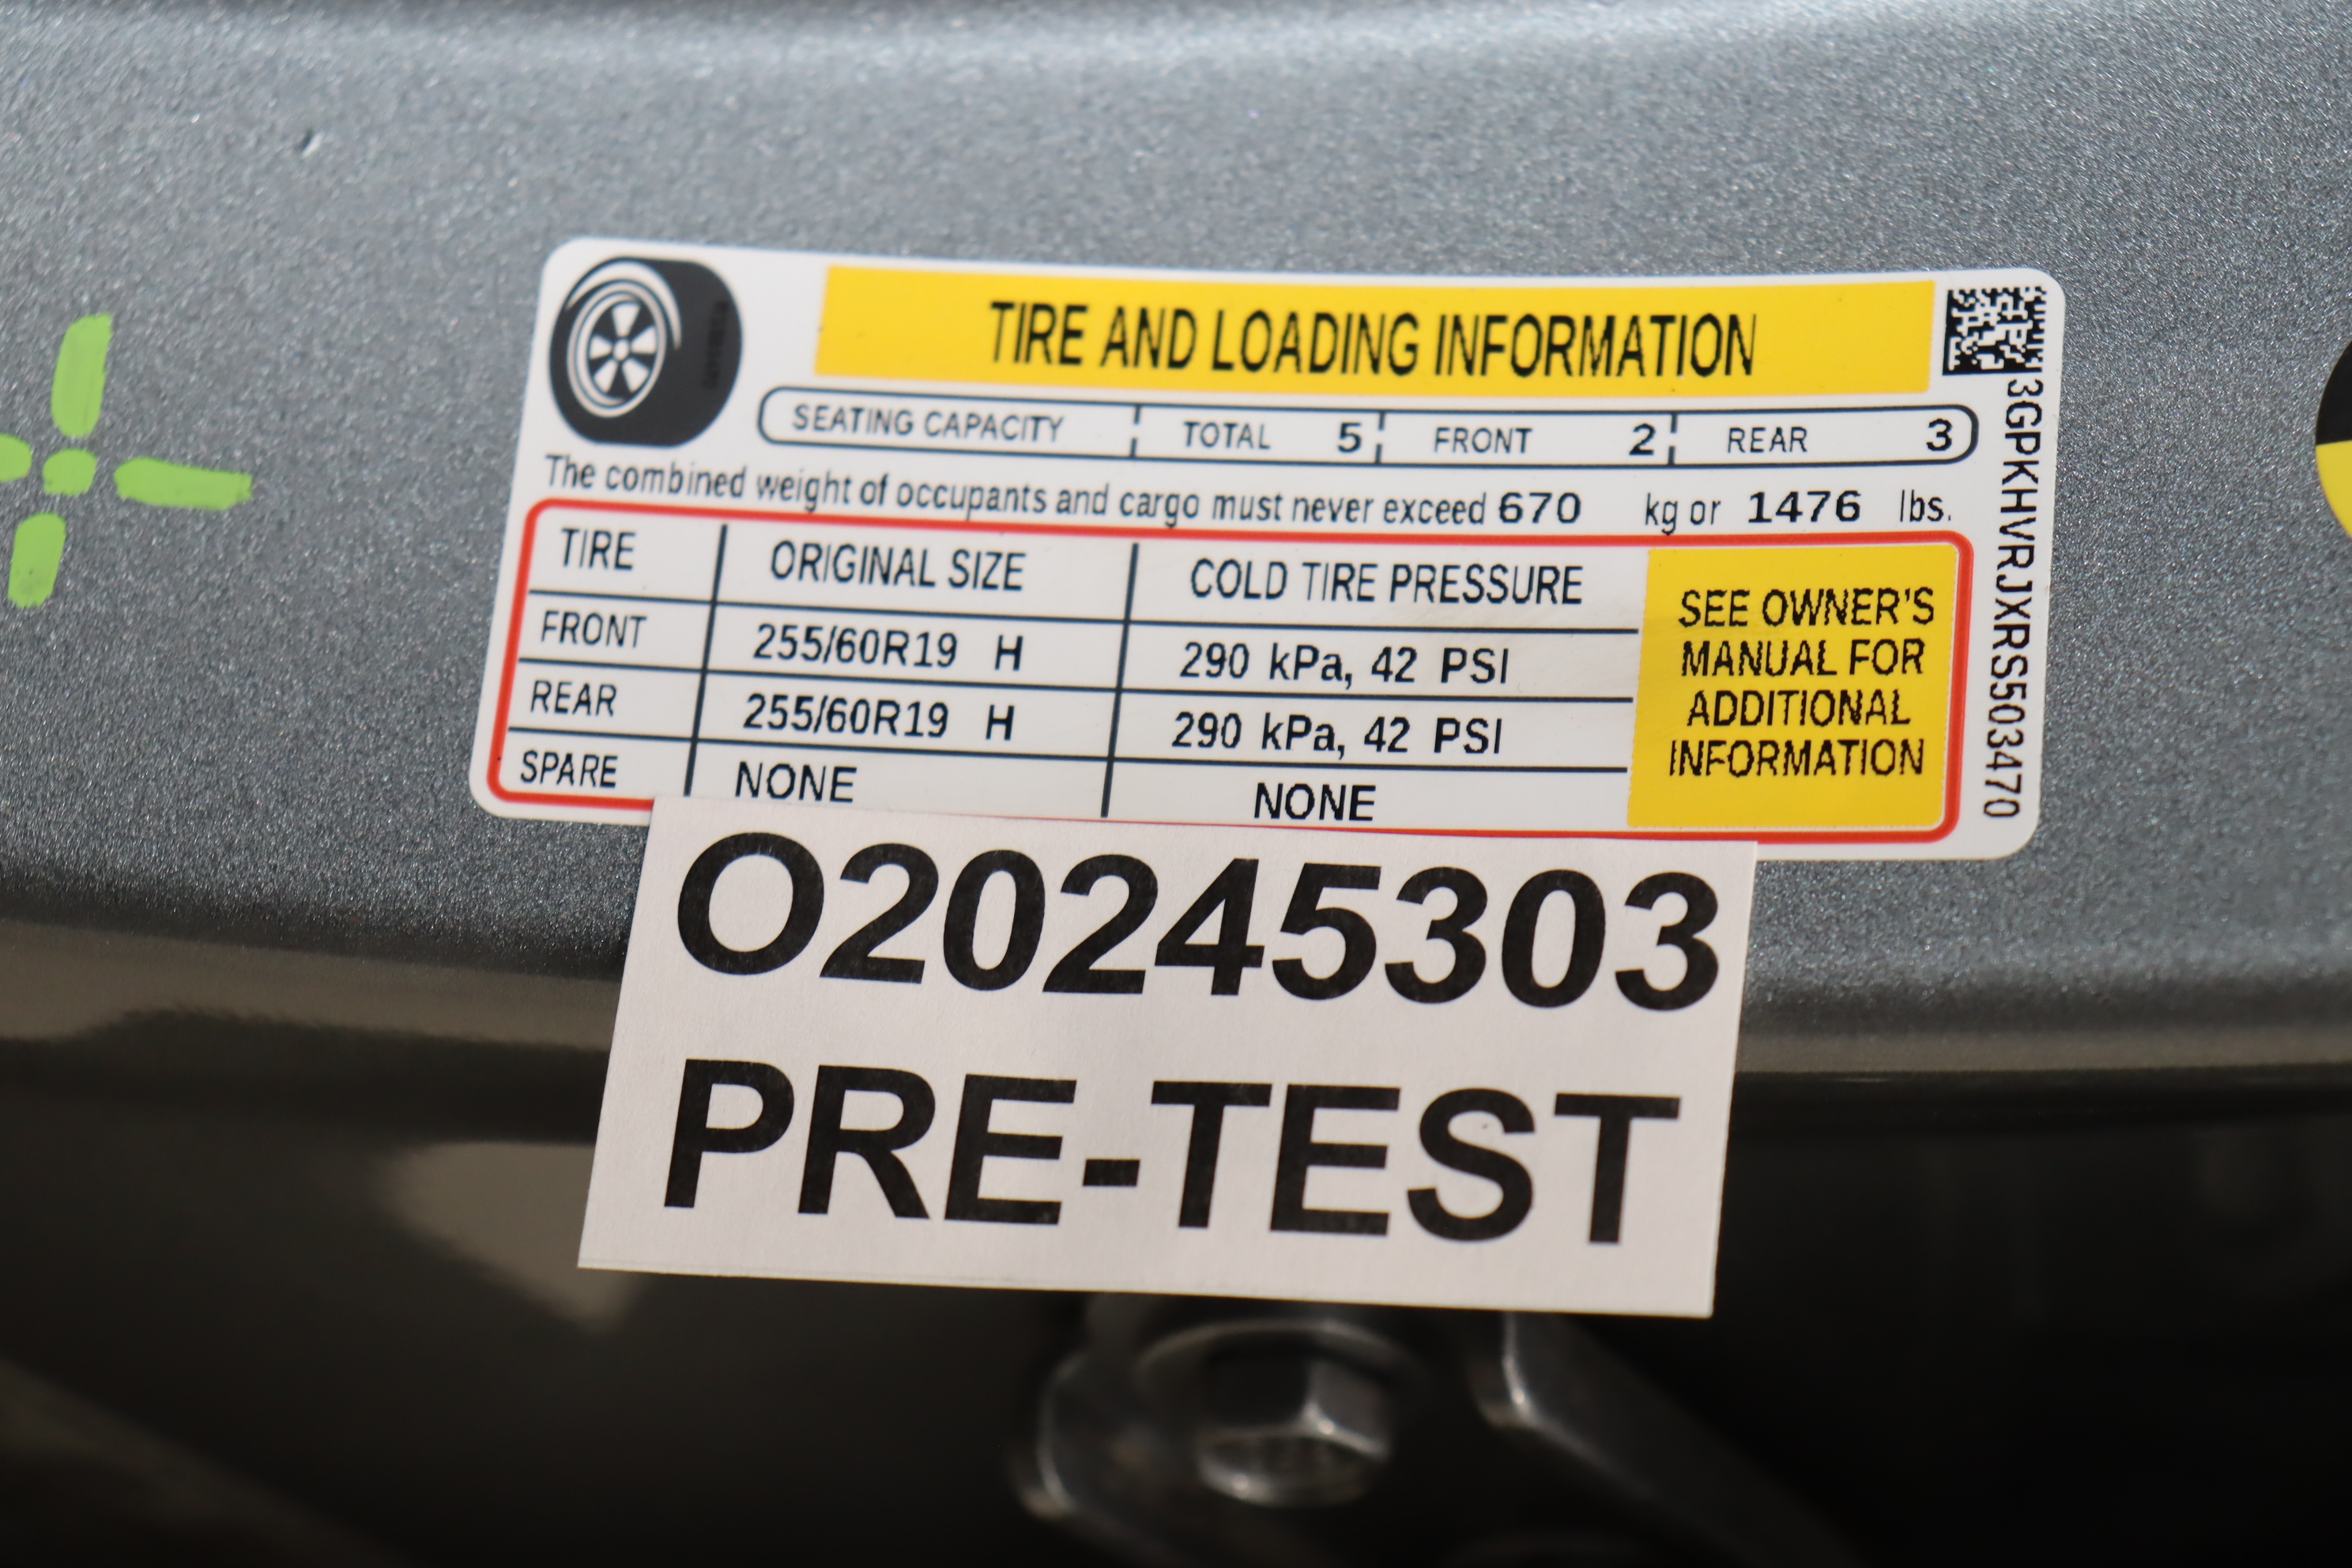 TIRE AND LOADING INFORMATION
SEATING CAPACITY TOTAL 5 FRONT 2 REAR 3
The combined weight of occupants and cargo must never exceed 670 kg or 1476 lbs.
TIRE ORIGINAL SIZE COLD TIRE PRESSURE
FRONT 255/60R19 H 290 kPa, 42 PSI
REAR 255/60R19 H 290 kPa, 42 PSI
SPARE NONE NONE
SEE OWNER'S
MANUAL FOR
ADDITIONAL
INFORMATION
3GPKHVRJXRS503470
O20245303
PRE-TEST